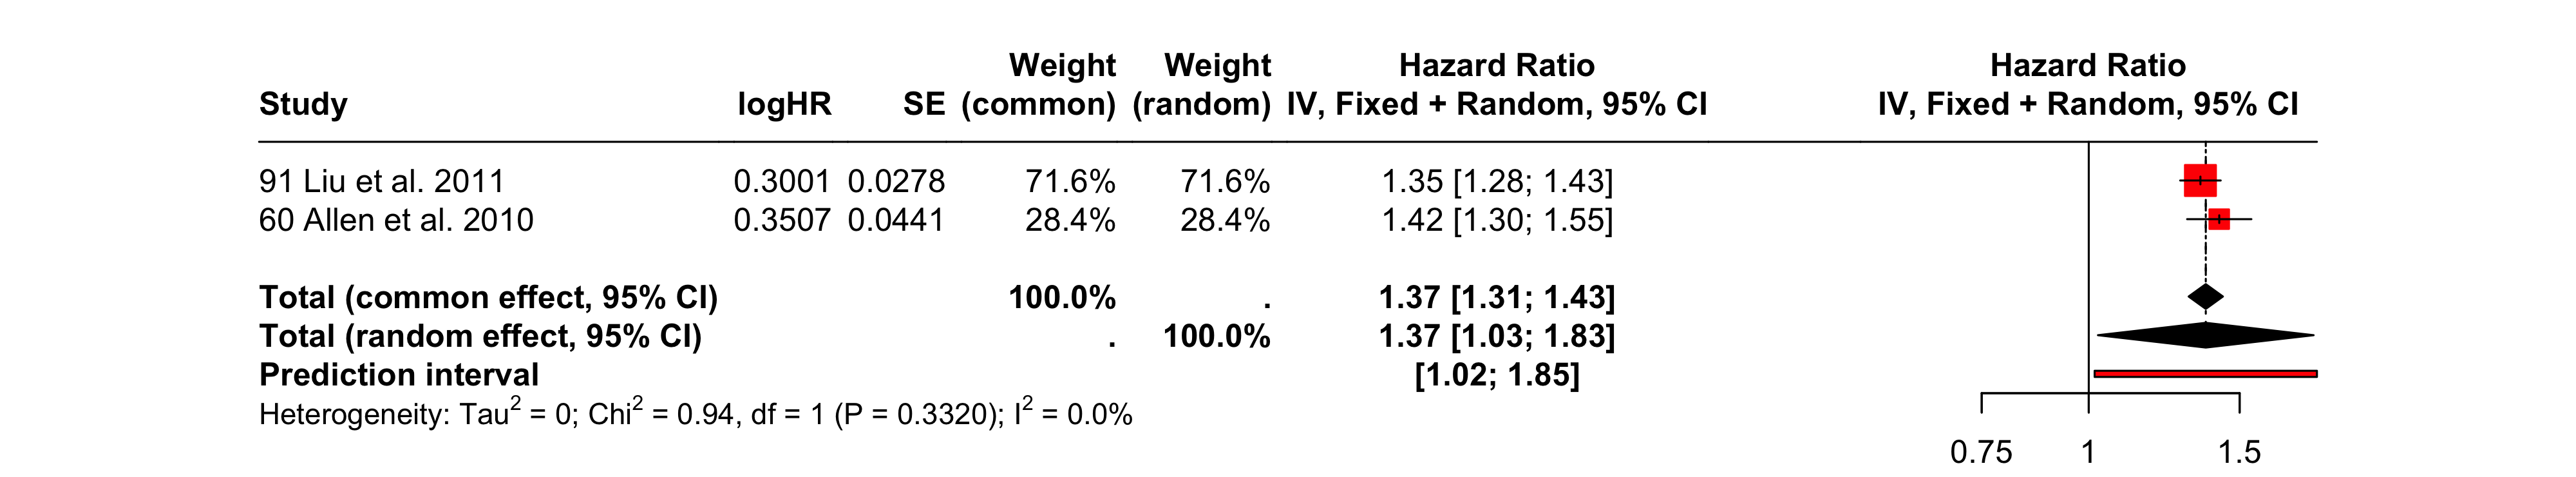 Weight Weight Hazard Ratio Hazard Ratio
Study logHR SE (common) (random) IV, Fixed + Random, 95% CI IV, Fixed + Random, 95% CI
91 Liu et al. 2011 0.3001 0.0278 71.6% 71.6% 1.35 [1.28; 1.43]
60 Allen et al. 2010 0.3507 0.0441 28.4% 28.4% 1.42 [1.30; 1.55]
Total (common effect, 95% CI) 100.0% . 1.37 [1.31; 1.43]
Total (random effect, 95% CI) . 100.0% 1.37 [1.03; 1.83]
Prediction interval [1.02; 1.85]
Heterogeneity: Tau² = 0; Chi² = 0.94, df = 1 (P = 0.3320); I² = 0.0%
0.75 1 1.5